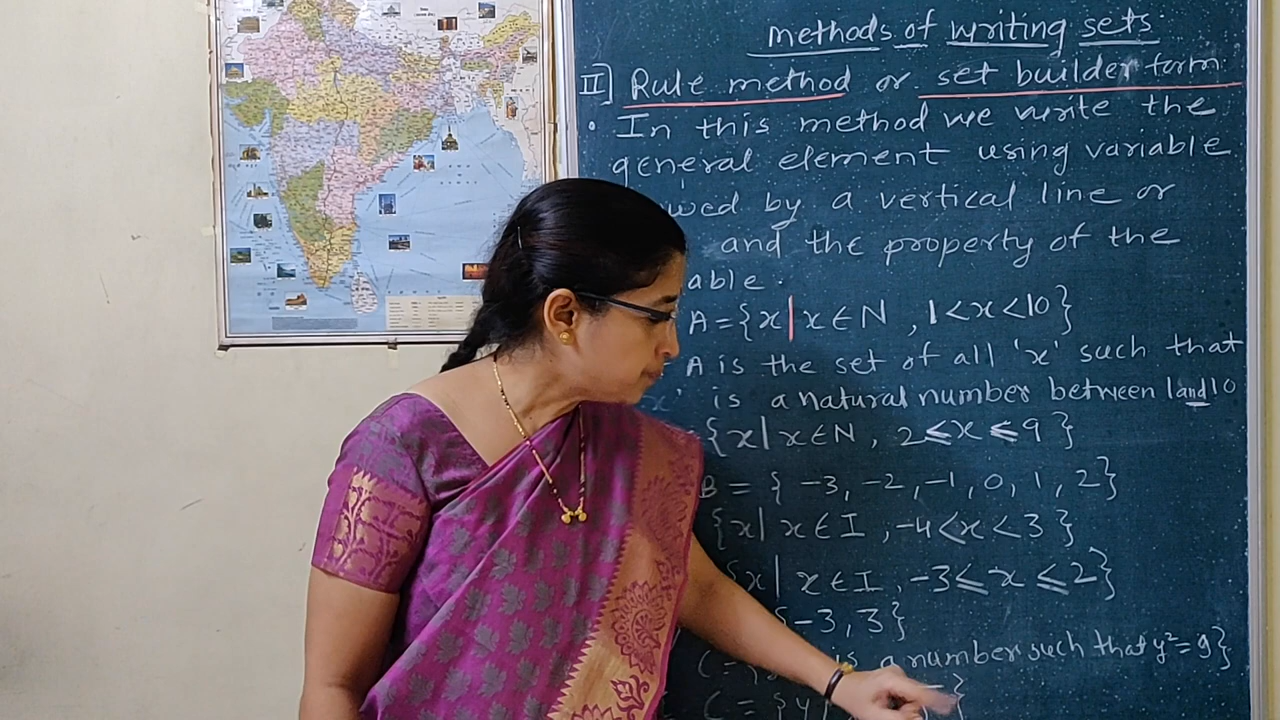 methods of writing sets
II] Rule method or set builder form
• In this method we write the
general element using variable
by a vertical line or
and the property of the
A = {x | x ∈ N , 1 < x < 10}
A is the set of all 'x' such that
is a natural number between 1 and 10
{x | x ∈ N , 2 ≤ x ≤ 9 }
B = { -3, -2, -1, 0, 1, 2}
{x | x ∈ I , -4 < x < 3 }
{x | x ∈ I , -3 ≤ x ≤ 2}
{-3, 3}
is a number such that y² = 9}
C = {y |